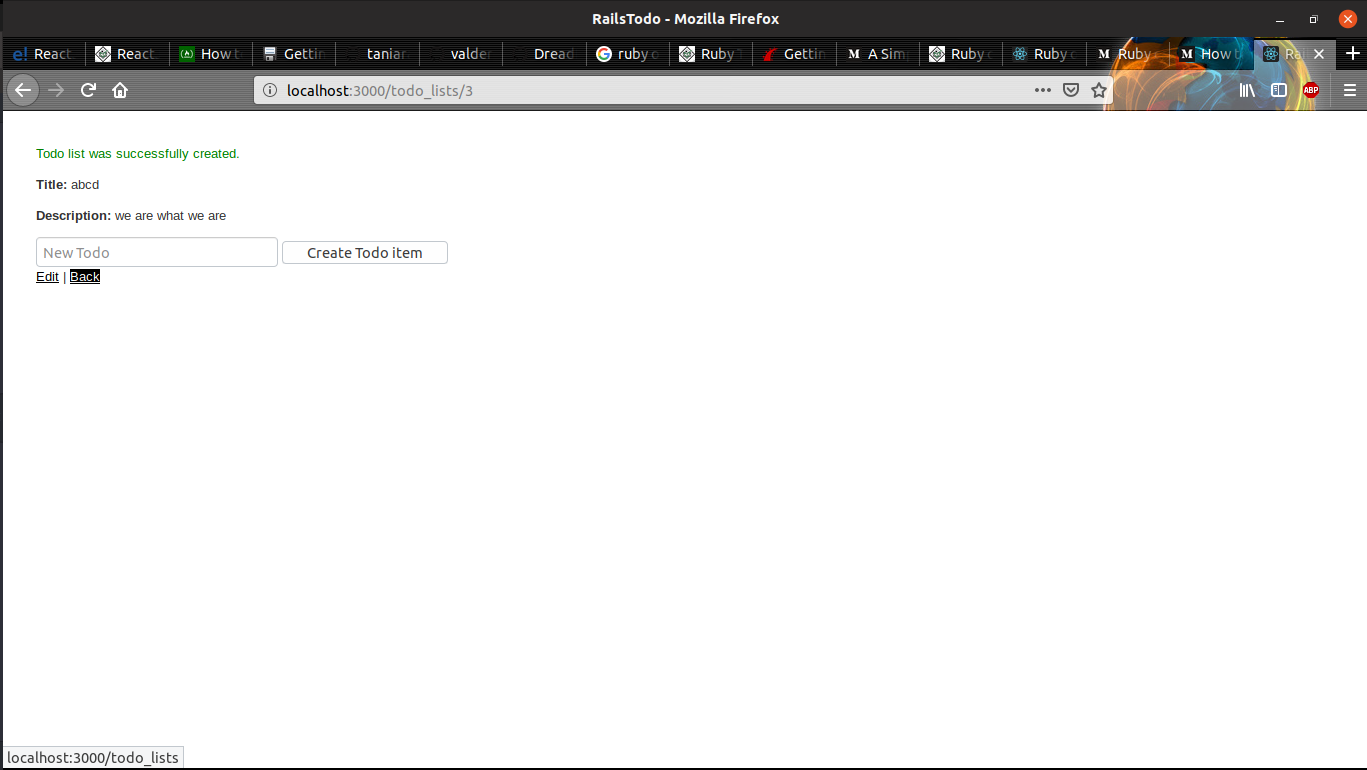 RailsTodo - Mozilla Firefox
e! React React How t Gettin tanian valder Dread G ruby o Ruby Gettin M A Sim Ruby Ruby M Ruby M How t Rai
localhost:3000/todo_lists/3 ABP
Todo list was successfully created.
Title: abcd
Description: we are what we are
New Todo Create Todo item
Edit | Back
localhost:3000/todo_lists